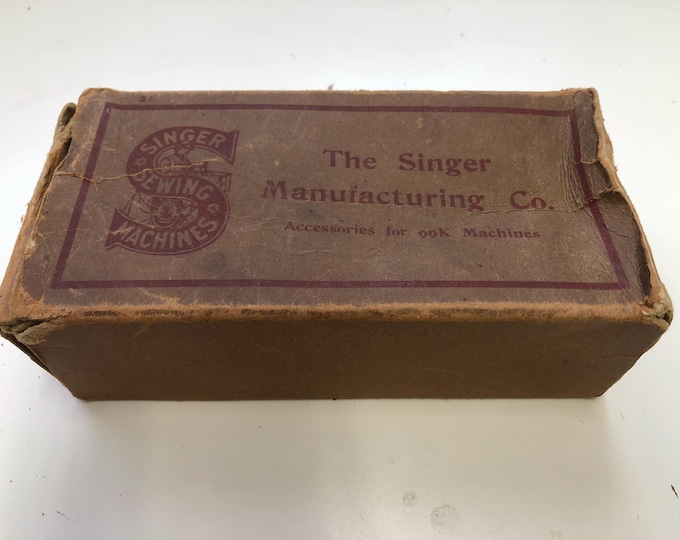 SINGER
SEWING
MACHINES
The Singer
Manufacturing Co.
Accessories for 99K Machines